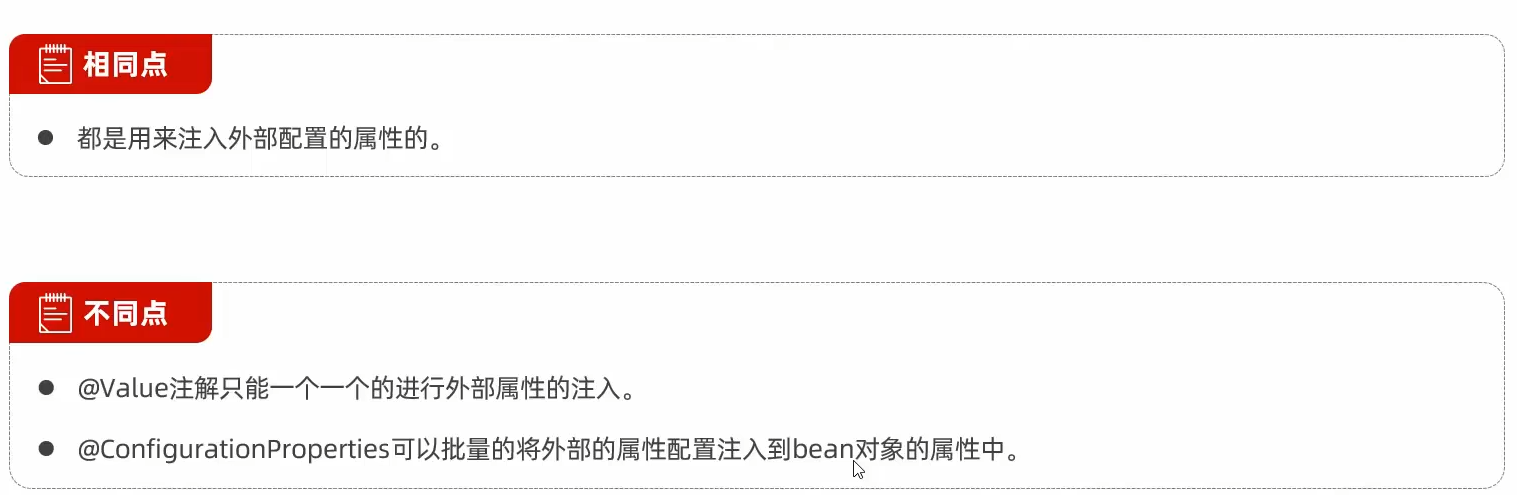 相同点
都是用来注入外部配置的属性的。
不同点
@Value注解只能一个一个的进行外部属性的注入。
@ConfigurationProperties可以批量的将外部的属性配置注入到bean对象的属性中。